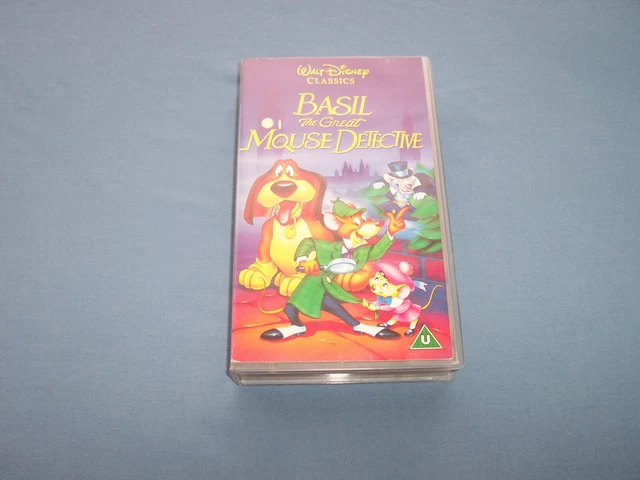 WALT DISNEY
CLASSICS
BASIL
The Great
MOUSE DETECTIVE
U